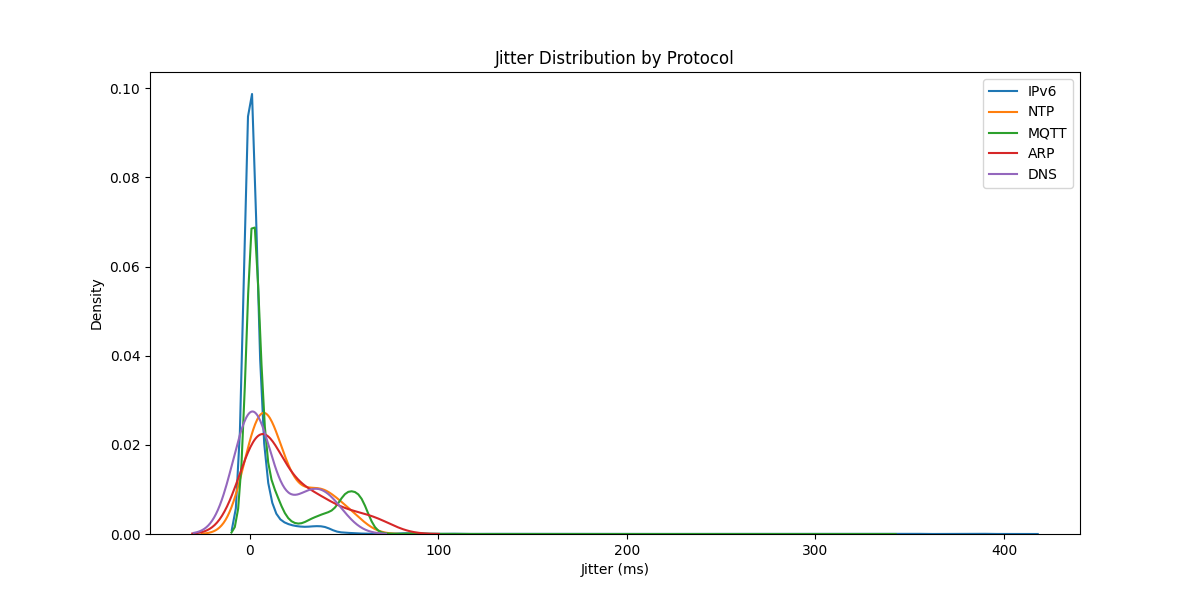 Jitter Distribution by Protocol
0.10
0.08
0.06
0.04
0.02
0.00
Density
0
100
200
300
400
Jitter (ms)
IPv6
NTP
MQTT
ARP
DNS